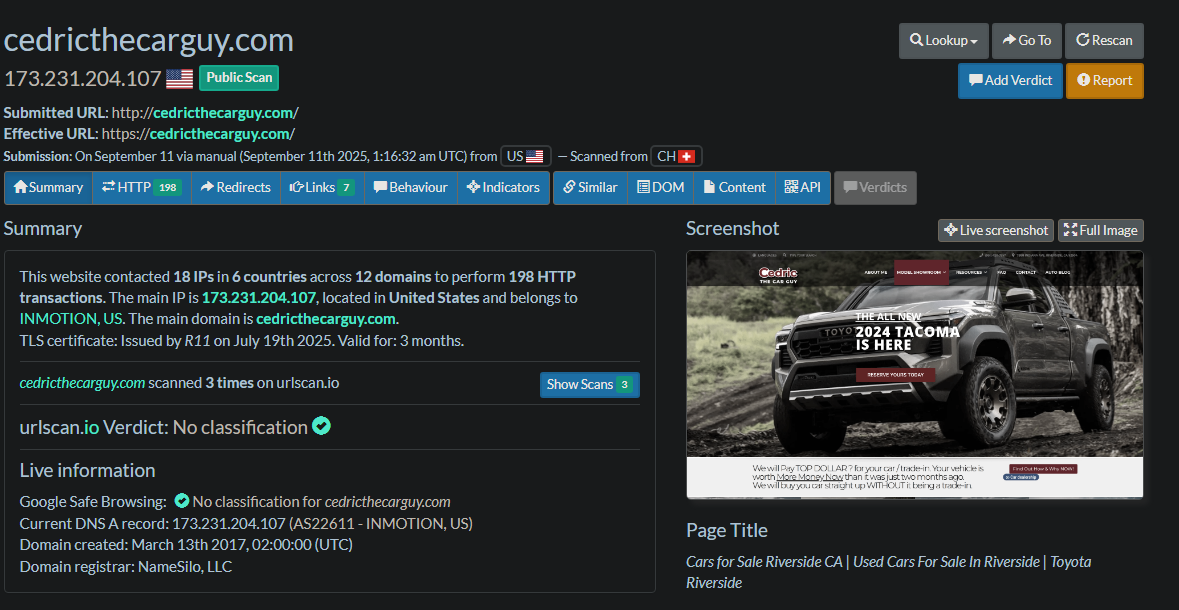 cedricthecarguy.com
Lookup
Go To
Rescan
173.231.204.107 Public Scan
Add Verdict
Report
Submitted URL: http://cedricthecarguy.com/
Effective URL: https://cedricthecarguy.com/
Submission: On September 11 via manual (September 11th 2025, 1:16:32 am UTC) from US — Scanned from CH
Summary HTTP 198 Redirects Links 7 Behaviour Indicators Similar DOM Content API Verdicts
Summary
This website contacted 18 IPs in 6 countries across 12 domains to perform 198 HTTP
transactions. The main IP is 173.231.204.107, located in United States and belongs to
INMOTION, US. The main domain is cedricthecarguy.com.
TLS certificate: Issued by R11 on July 19th 2025. Valid for: 3 months.
cedricthecarguy.com scanned 3 times on urlscan.io
Show Scans 3
urlscan.io Verdict: No classification
Live information
Google Safe Browsing: No classification for cedricthecarguy.com
Current DNS A record: 173.231.204.107 (AS22611 - INMOTION, US)
Domain created: March 13th 2017, 02:00:00 (UTC)
Domain registrar: NameSilo, LLC
Screenshot
Live screenshot Full Image
Cedric
THE CAR GUY
ABOUT ME MODEL SHOWROOM RESOURCES FAQ CONTACT AUTO BLOG
TOYOTA
THE ALL NEW
2024 TACOMA
IS HERE
RESERVE YOURS TODAY
We will Pay TOP DOLLAR ? for your car / trade-in. Your vehicle is
worth More Money Now than it was just two months ago.
We will buy you car straight up WITHOUT it being a trade-in.
Find Out How & Why NOW!
Car dealership
Page Title
Cars for Sale Riverside CA | Used Cars For Sale In Riverside | Toyota
Riverside